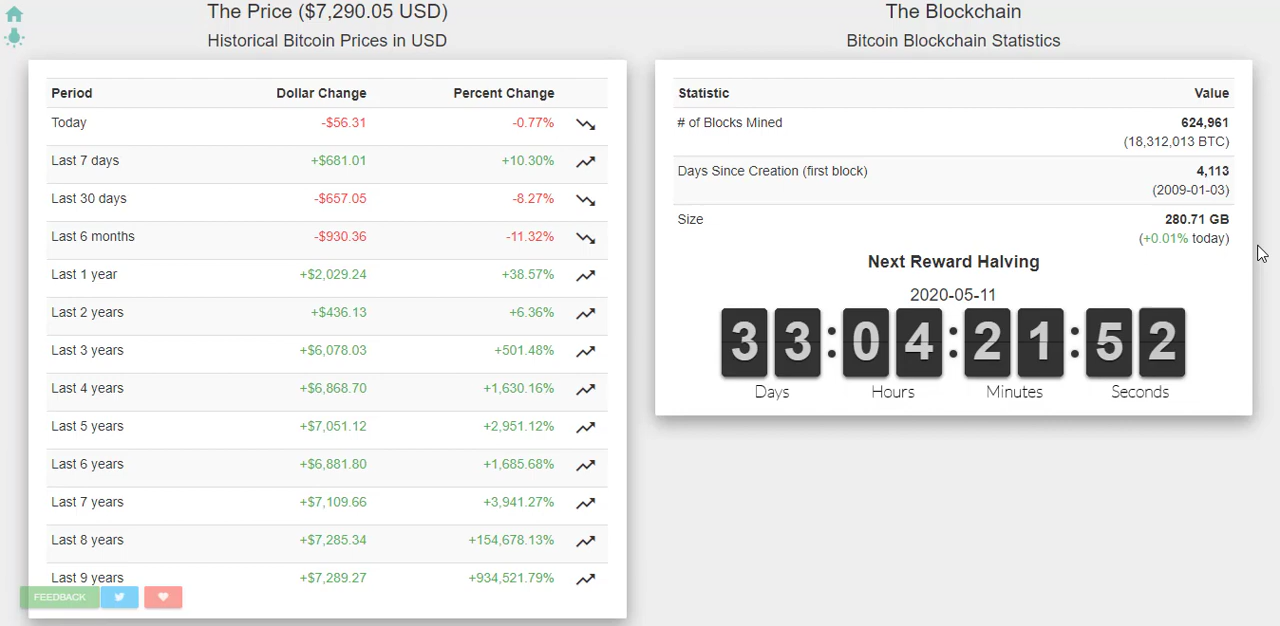 The Price ($7,290.05 USD)
Historical Bitcoin Prices in USD
Period Dollar Change Percent Change
Today -$56.31 -0.77%
Last 7 days +$681.01 +10.30%
Last 30 days -$657.05 -8.27%
Last 6 months -$930.36 -11.32%
Last 1 year +$2,029.24 +38.57%
Last 2 years +$436.13 +6.36%
Last 3 years +$6,078.03 +501.48%
Last 4 years +$6,868.70 +1,630.16%
Last 5 years +$7,051.12 +2,951.12%
Last 6 years +$6,881.80 +1,685.68%
Last 7 years +$7,109.66 +3,941.27%
Last 8 years +$7,285.34 +154,678.13%
Last 9 years +$7,289.27 +934,521.79%
FEEDBACK
The Blockchain
Bitcoin Blockchain Statistics
Statistic Value
# of Blocks Mined 624,961
(18,312,013 BTC)
Days Since Creation (first block) 4,113
(2009-01-03)
Size 280.71 GB
(+0.01% today)
Next Reward Halving
2020-05-11
33:04:21:52
Days Hours Minutes Seconds